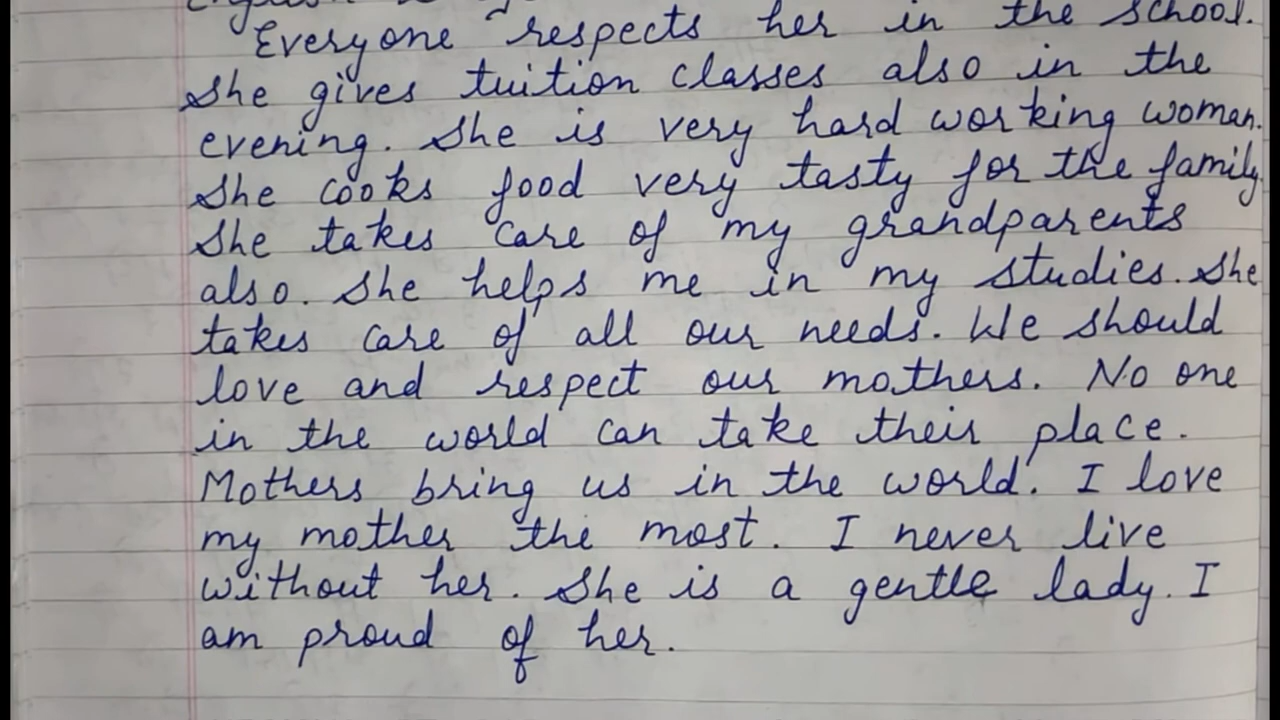 Everyone respects her in the school.
She gives tuition classes also in the
evening. She is very hard working woman.
She cooks food very tasty for the family.
She takes care of my grandparents
also. She helps me in my studies. She
takes care of all our needs. We should
love and respect our mothers. No one
in the world can take their place.
Mothers bring us in the world. I love
my mother the most. I never live
without her. She is a gentle lady. I
am proud of her.